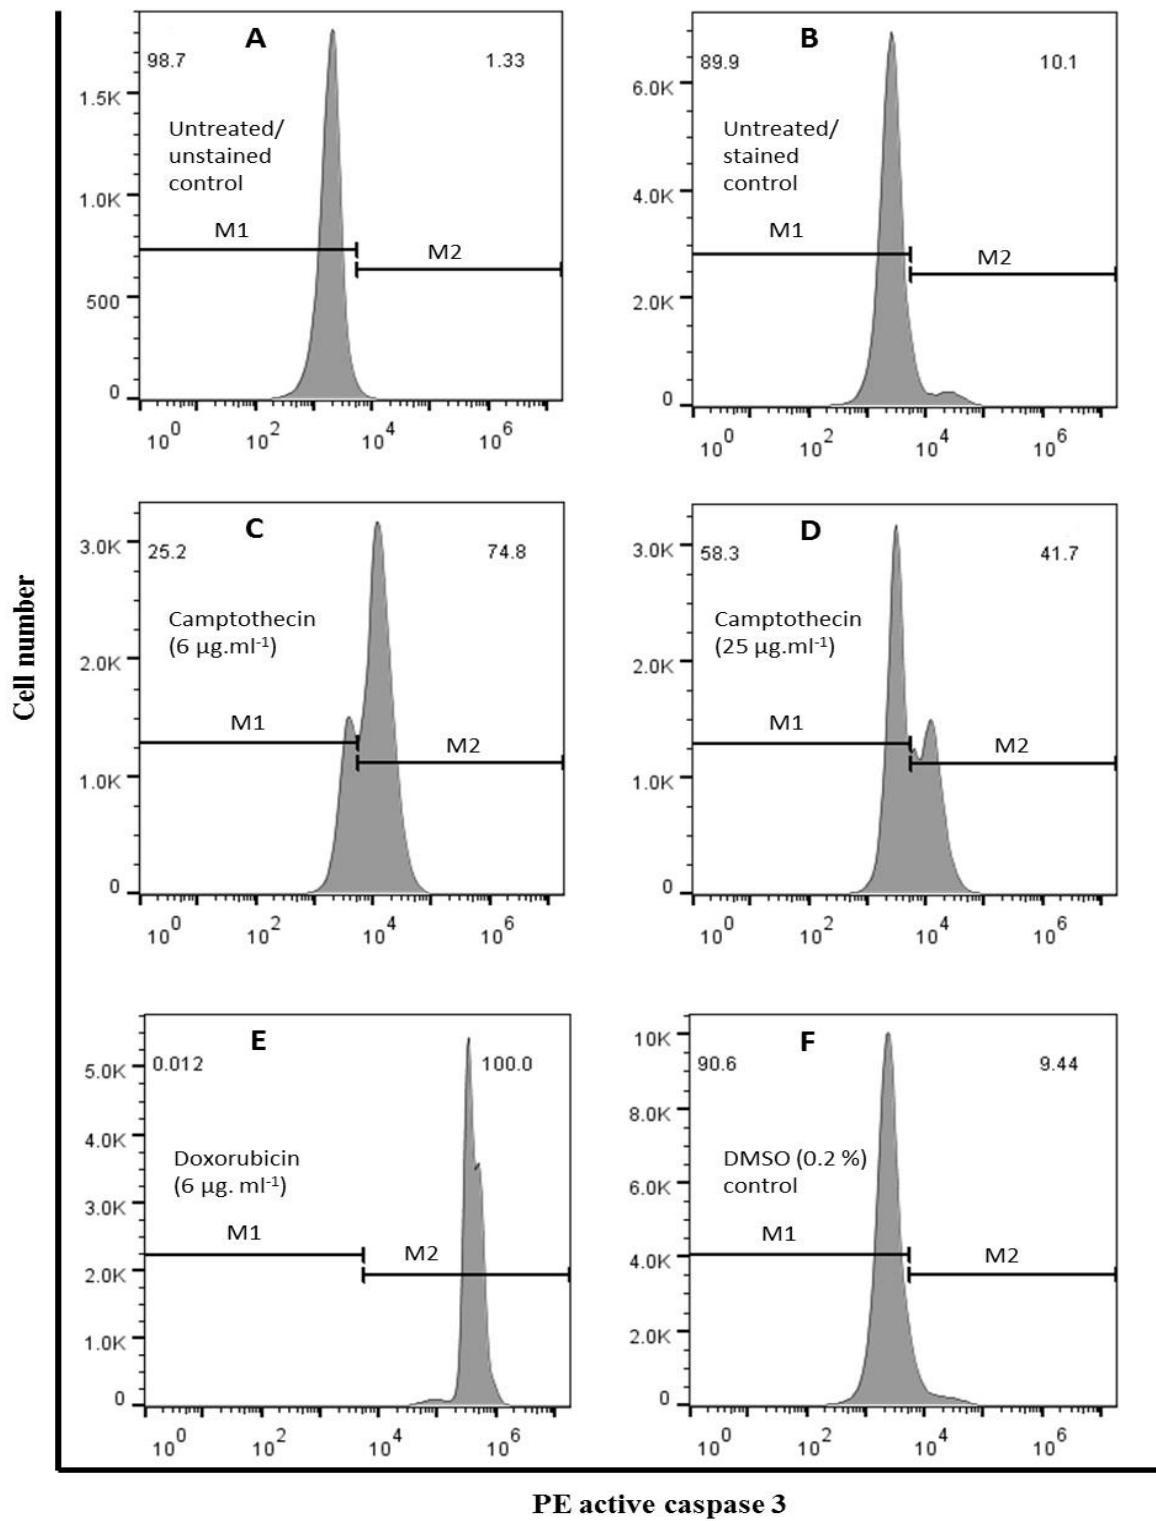 A
98.7
1.33
Untreated/
unstained
control
M1
M2
1.5K
1.0K
500
0
10^0
10^2
10^4
10^6
B
89.9
10.1
Untreated/
stained
control
M1
M2
6.0K
4.0K
2.0K
0
10^0
10^2
10^4
10^6
C
25.2
74.8
Camptothecin
(6 µg.ml⁻¹)
M1
M2
3.0K
2.0K
1.0K
0
10^0
10^2
10^4
10^6
D
58.3
41.7
Camptothecin
(25 µg.ml⁻¹)
M1
M2
3.0K
2.0K
1.0K
0
10^0
10^2
10^4
10^6
E
0.012
100.0
Doxorubicin
(6 µg. ml⁻¹)
M1
M2
5.0K
4.0K
3.0K
2.0K
1.0K
0
10^0
10^2
10^4
10^6
F
90.6
9.44
DMSO (0.2 %)
control
M1
M2
10K
8.0K
6.0K
4.0K
2.0K
0
10^0
10^2
10^4
10^6
Cell number
PE active caspase 3